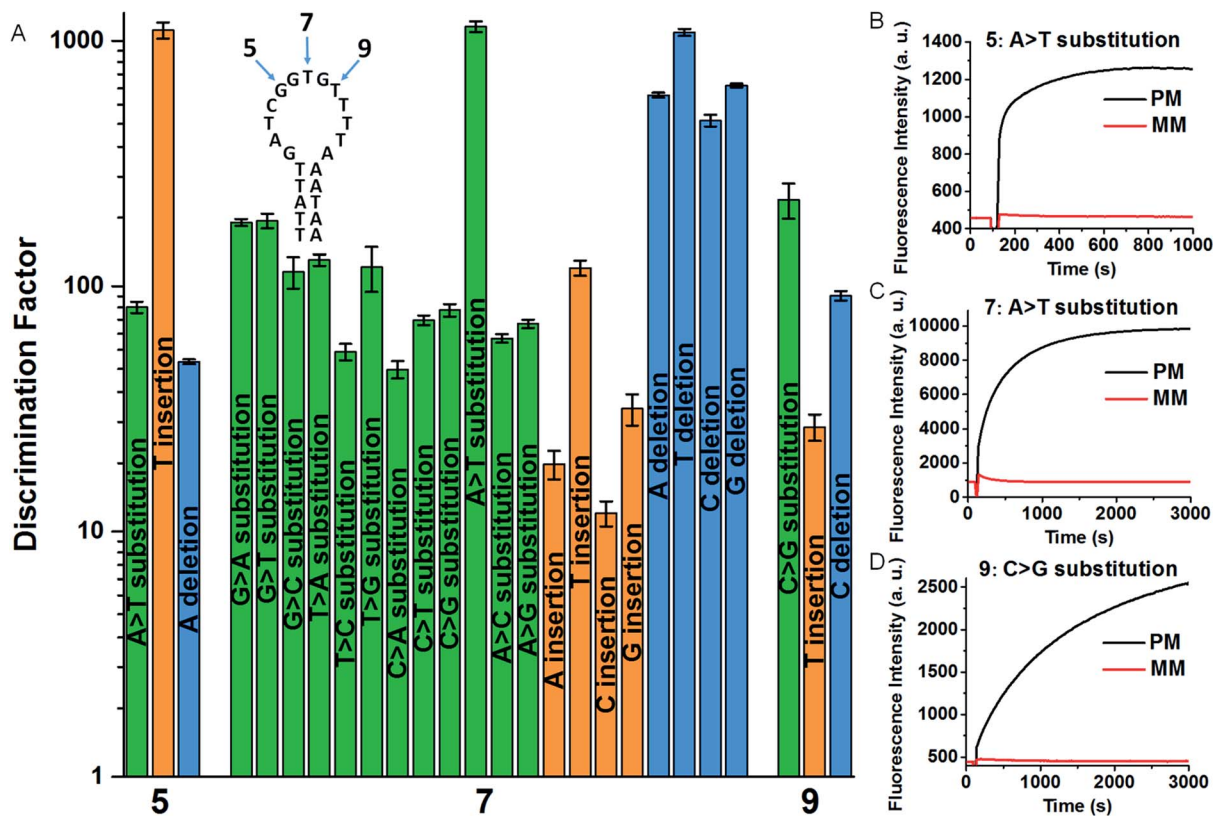 A
Discrimination Factor
1000
100
10
1
5
7
9
5
7
9
G
G
T
G
C
T
T
T
T
A
G
A
T
T
T
A
T
T
A
A
A
T
A
A
A>T substitution
T insertion
A deletion
G>A substitution
G>T substitution
G>C substitution
T>A substitution
T>C substitution
T>G substitution
C>A substitution
C>T substitution
C>G substitution
A>T substitution
A>C substitution
A>G substitution
A insertion
T insertion
C insertion
G insertion
A deletion
T deletion
C deletion
G deletion
C>G substitution
T insertion
C deletion
B
5: A>T substitution
Fluorescence Intensity (a. u.)
1400
1200
1000
800
600
400
PM
MM
0 200 400 600 800 1000
Time (s)
C
7: A>T substitution
Fluorescence Intensity (a. u.)
10000
8000
6000
4000
2000
0
PM
MM
0 1000 2000 3000
Time (s)
D
9: C>G substitution
Fluorescence Intensity (a. u.)
2500
2000
1500
1000
500
PM
MM
0 1000 2000 3000
Time (s)